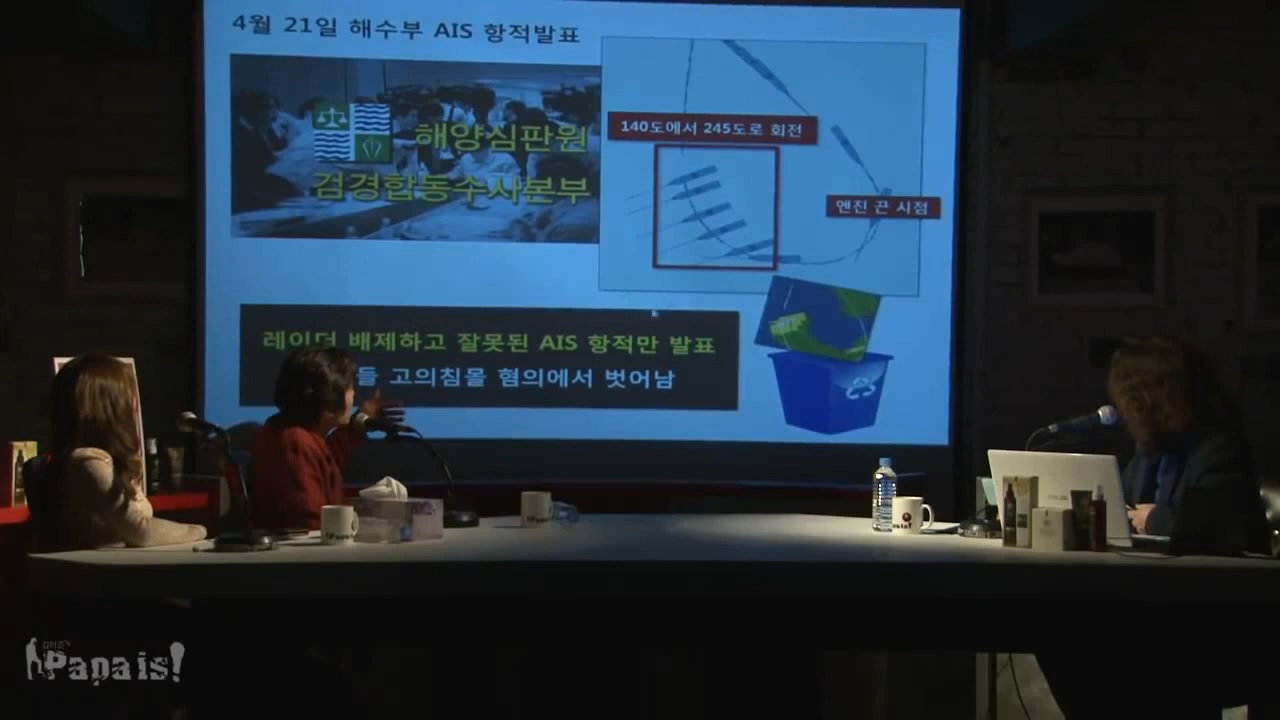 4월 21일 해수부 AIS 항적발표
해양심판원
검경합동수사본부
140도에서 245도로 회전
엔진 끈 시점
레이더 배제하고 잘못된 AIS 항적만 발표
들 고의침몰 혐의에서 벗어남
Papa is!